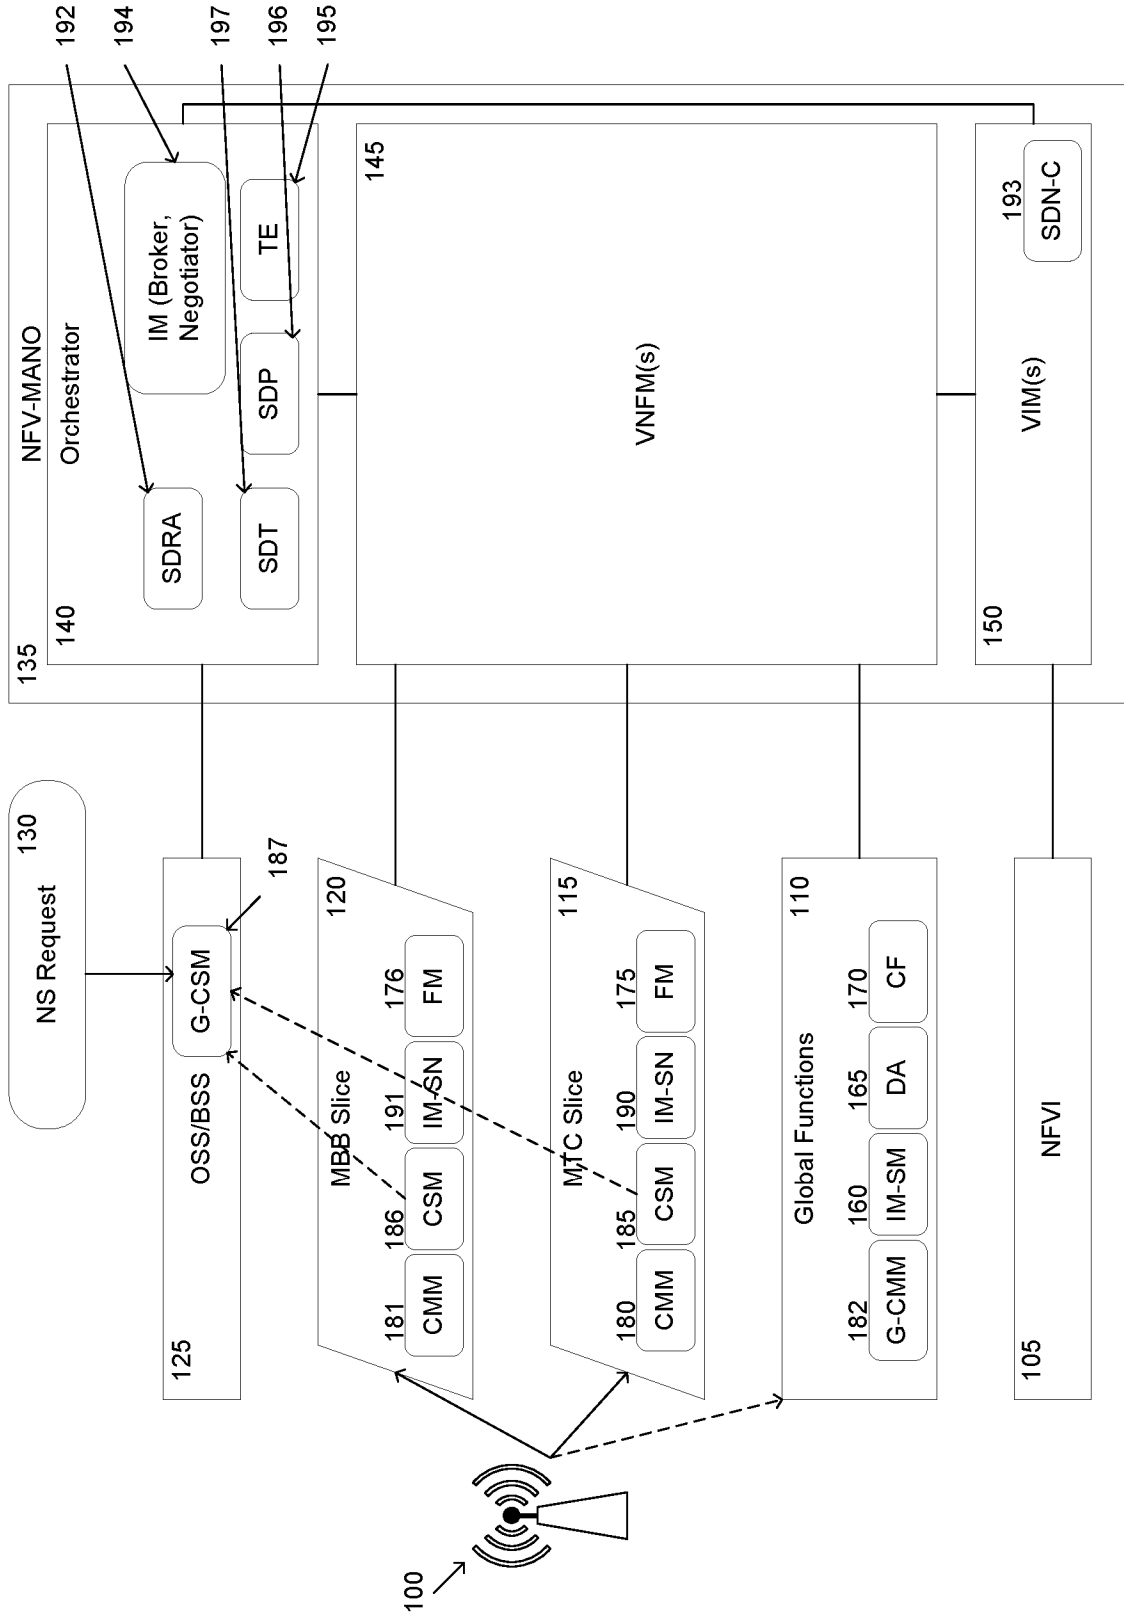 NS Request
130
125
OSS/BSS
G-CSM
187
MBB Slice
120
181
CMM
186
CSM
191
IM-SN
176
FM
MTC Slice
115
180
CMM
185
CSM
190
IM-SN
175
FM
Global Functions
110
182
G-CMM
160
IM-SM
165
DA
170
CF
105
NFVI
100
135
NFV-MANO
140
Orchestrator
SDRA
IM (Broker,
Negotiator)
SDT
SDP
TE
192
194
197
196
195
145
VNFM(s)
150
VIM(s)
193
SDN-C